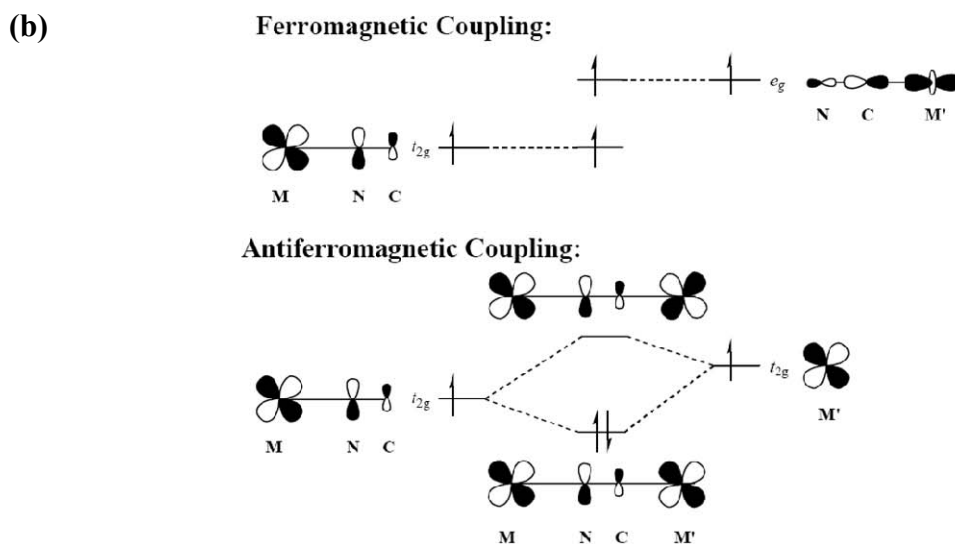 (b) Ferromagnetic Coupling:
e_g
N C M'
t_2g
M N C
Antiferromagnetic Coupling:
t_2g t_2g
M N C M'
M N C M'